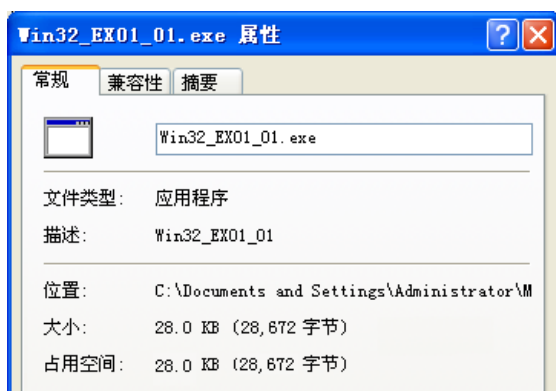 Win32_EX01_01.exe 属性
常规 兼容性 摘要
Win32_EX01_01.exe
文件类型: 应用程序
描述: Win32_EX01_01
位置: C:\Documents and Settings\Administrator\M
大小: 28.0 KB (28,672 字节)
占用空间: 28.0 KB (28,672 字节)